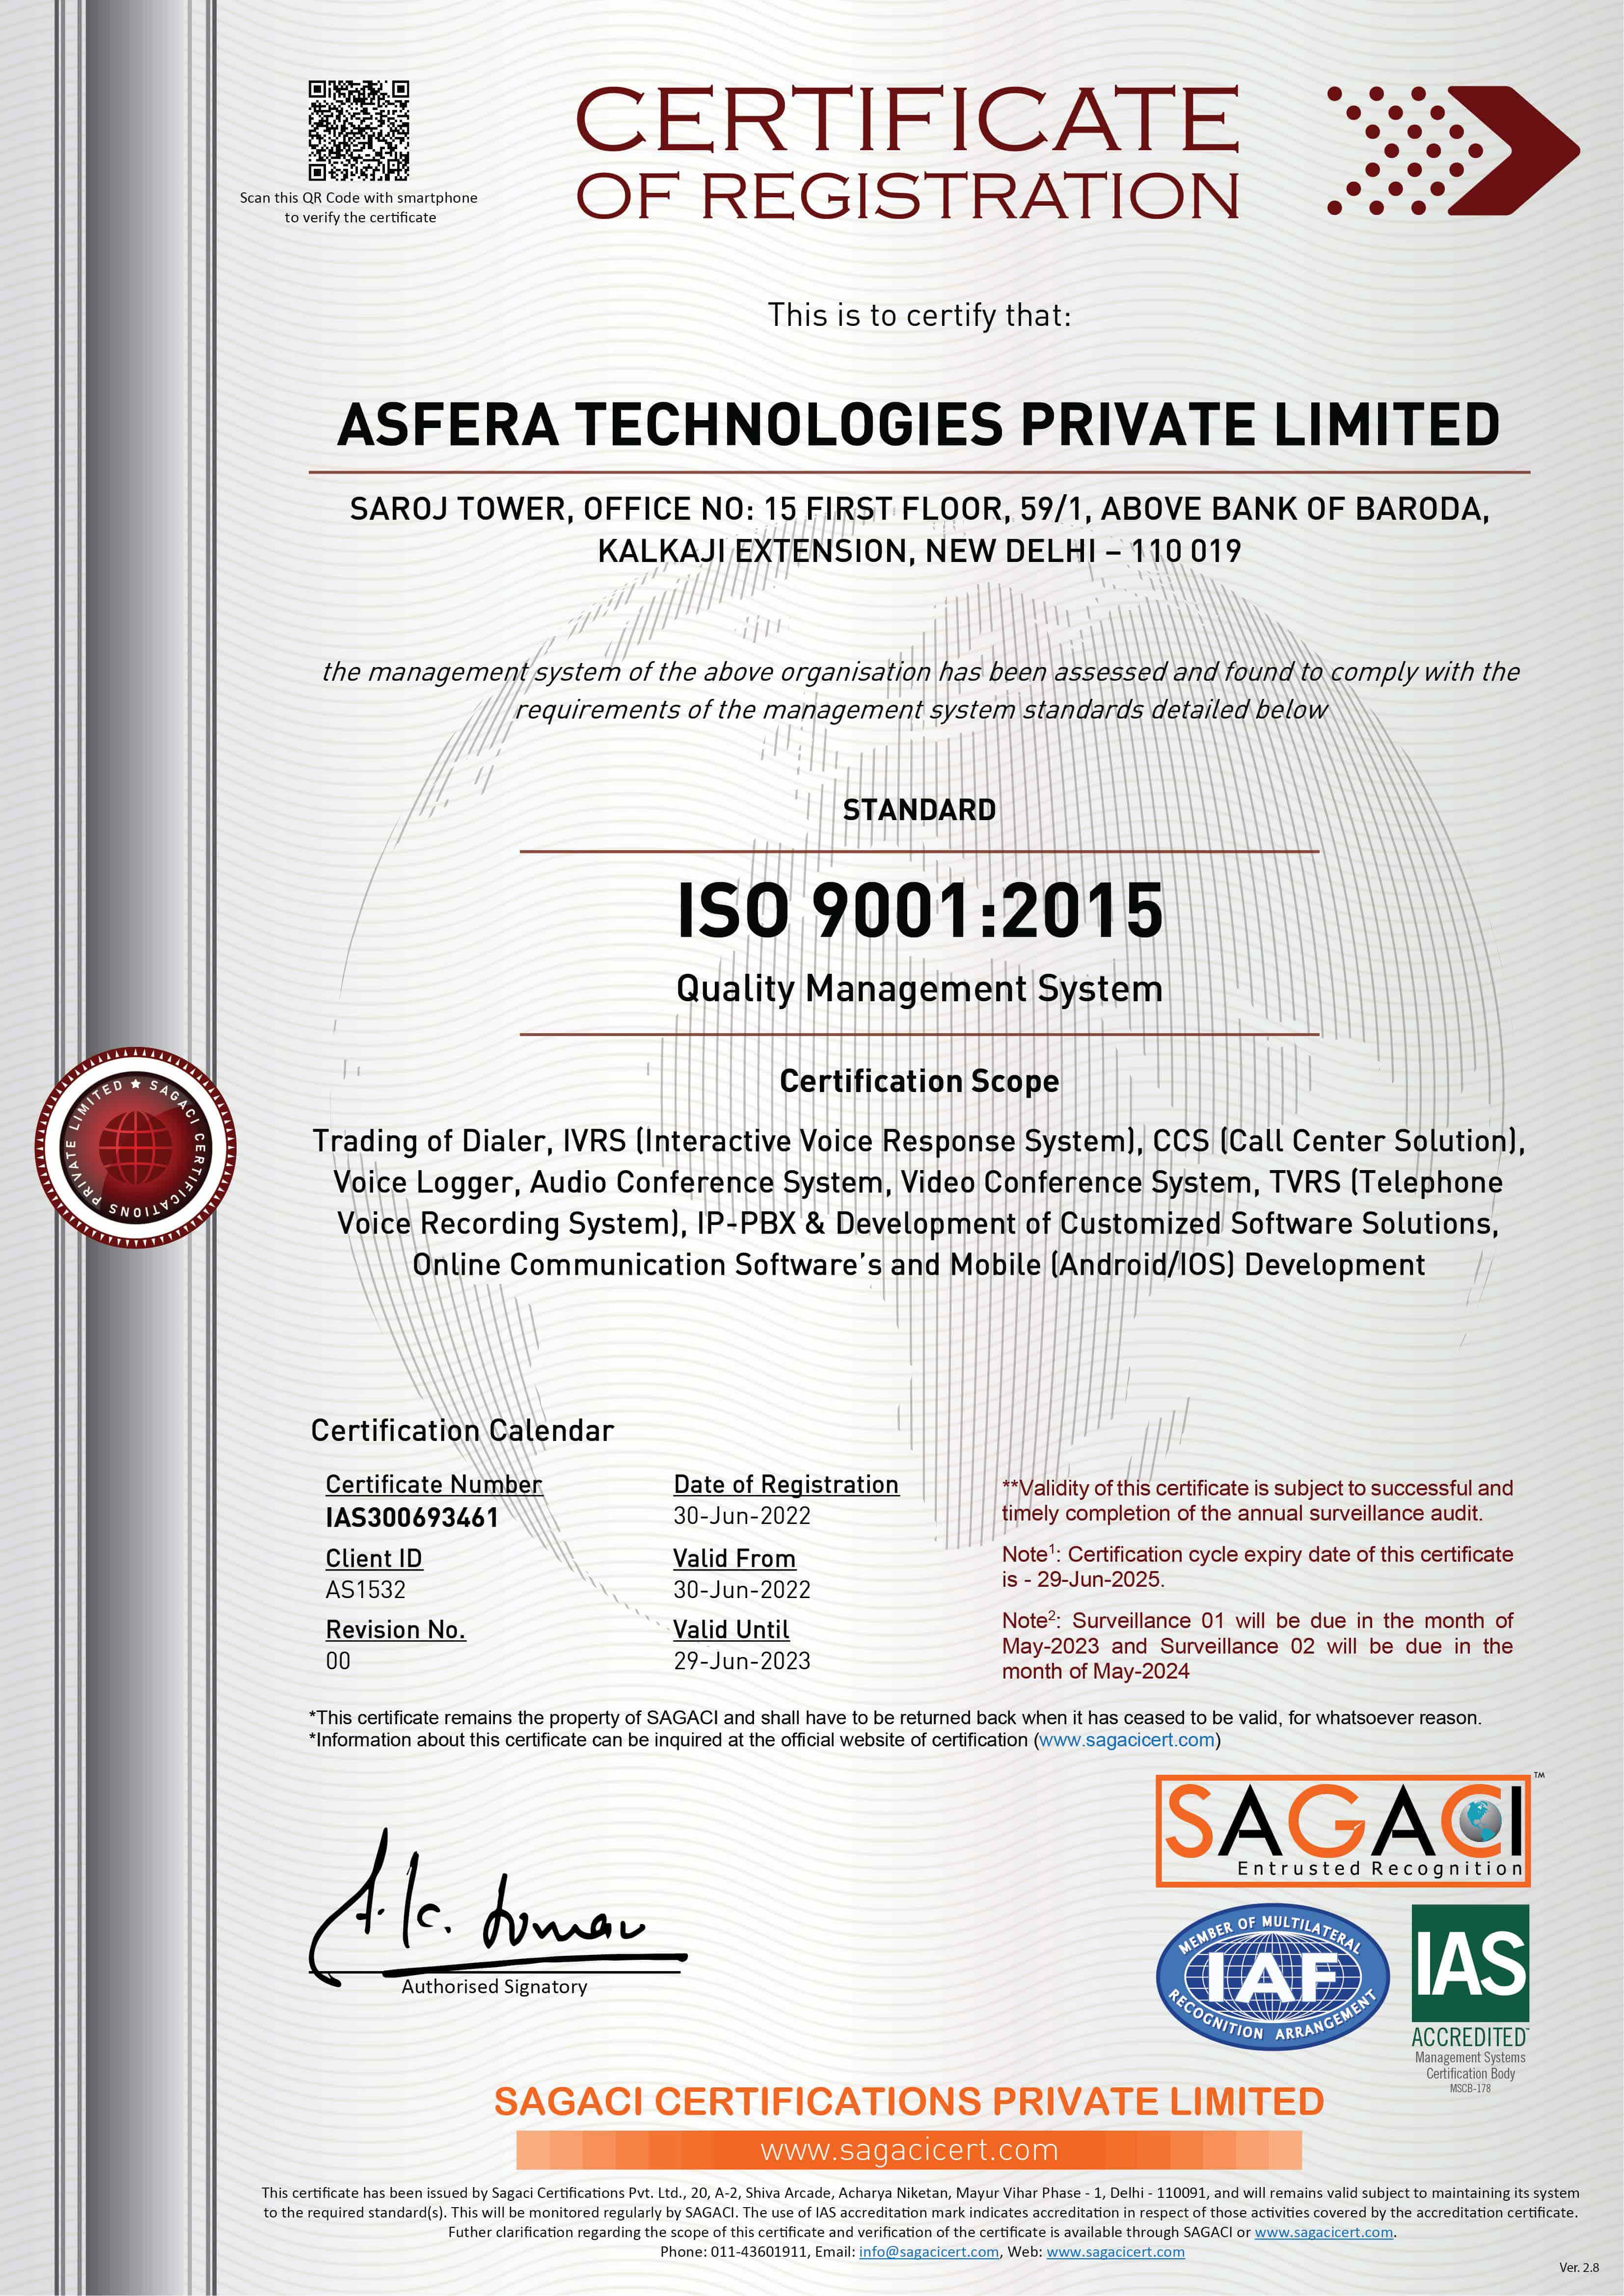 CERTIFICATE
OF REGISTRATION
Scan this QR Code with smartphone
to verify the certificate
This is to certify that:
ASFERA TECHNOLOGIES PRIVATE LIMITED
SAROJ TOWER, OFFICE NO: 15 FIRST FLOOR, 59/1, ABOVE BANK OF BARODA,
KALKAJI EXTENSION, NEW DELHI – 110 019
the management system of the above organisation has been assessed and found to comply with the
requirements of the management system standards detailed below
STANDARD
ISO 9001:2015
Quality Management System
SAGACI CERTIFICATIONS PRIVATE LIMITED ★
Certification Scope
Trading of Dialer, IVRS (Interactive Voice Response System), CCS (Call Center Solution),
Voice Logger, Audio Conference System, Video Conference System, TVRS (Telephone
Voice Recording System), IP-PBX & Development of Customized Software Solutions,
Online Communication Software's and Mobile (Android/IOS) Development
Certification Calendar
Certificate Number
IAS300693461
Client ID
AS1532
Revision No.
00
Date of Registration
30-Jun-2022
Valid From
30-Jun-2022
Valid Until
29-Jun-2023
**Validity of this certificate is subject to successful and
timely completion of the annual surveillance audit.
Note¹: Certification cycle expiry date of this certificate
is - 29-Jun-2025.
Note²: Surveillance 01 will be due in the month of
May-2023 and Surveillance 02 will be due in the
month of May-2024
*This certificate remains the property of SAGACI and shall have to be returned back when it has ceased to be valid, for whatsoever reason.
*Information about this certificate can be inquired at the official website of certification (www.sagacicert.com)
SAGACI™
Entrusted Recognition
Authorised Signatory
MEMBER OF MULTILATERAL
IAF
RECOGNITION ARRANGEMENT
IAS
ACCREDITED™
Management Systems
Certification Body
MSCB-178
SAGACI CERTIFICATIONS PRIVATE LIMITED
www.sagacicert.com
This certificate has been issued by Sagaci Certifications Pvt. Ltd., 20, A-2, Shiva Arcade, Acharya Niketan, Mayur Vihar Phase - 1, Delhi - 110091, and will remains valid subject to maintaining its system
to the required standard(s). This will be monitored regularly by SAGACI. The use of IAS accreditation mark indicates accreditation in respect of those activities covered by the accreditation certificate.
Futher clarification regarding the scope of this certificate and verification of the certificate is available through SAGACI or www.sagacicert.com.
Phone: 011-43601911, Email: info@sagacicert.com, Web: www.sagacicert.com
Ver. 2.8